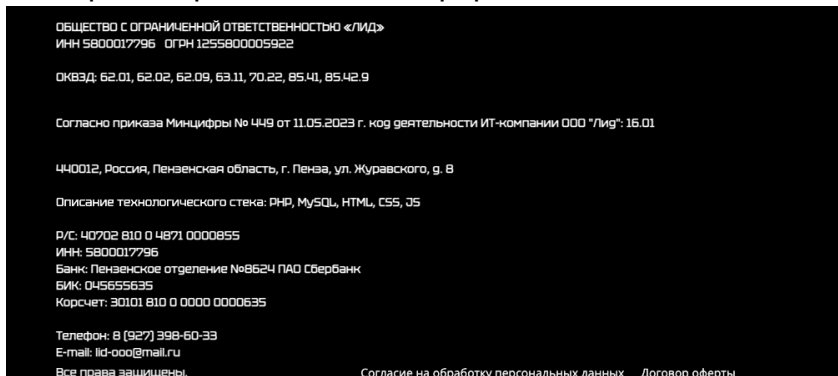 ОБЩЕСТВО С ОГРАНИЧЕННОЙ ОТВЕТСТВЕННОСТЬЮ «ЛИД»
ИНН 5800017796 ОГРН 1255800005922
ОКВЭД: 62.01, 62.02, 62.09, 63.11, 70.22, 85.41, 85.42.9
Согласно приказа Минцифры № 449 от 11.05.2023 г. код деятельности ИТ-компании ООО "Лид": 16.01
440012, Россия, Пензенская область, г. Пенза, ул. Журавского, д. 8
Описание технологического стека: PHP, MySQL, HTML, CSS, JS
Р/С: 40702 810 0 4871 0000855
ИНН: 5800017796
Банк: Пензенское отделение №8624 ПАО Сбербанк
БИК: 045655635
Корсчет: 30101 810 0 0000 0000635
Телефон: 8 (927) 398-60-33
E-mail: lid-ooo@mail.ru
Все права защищены. Согласие на обработку персональных данных Договор оферты